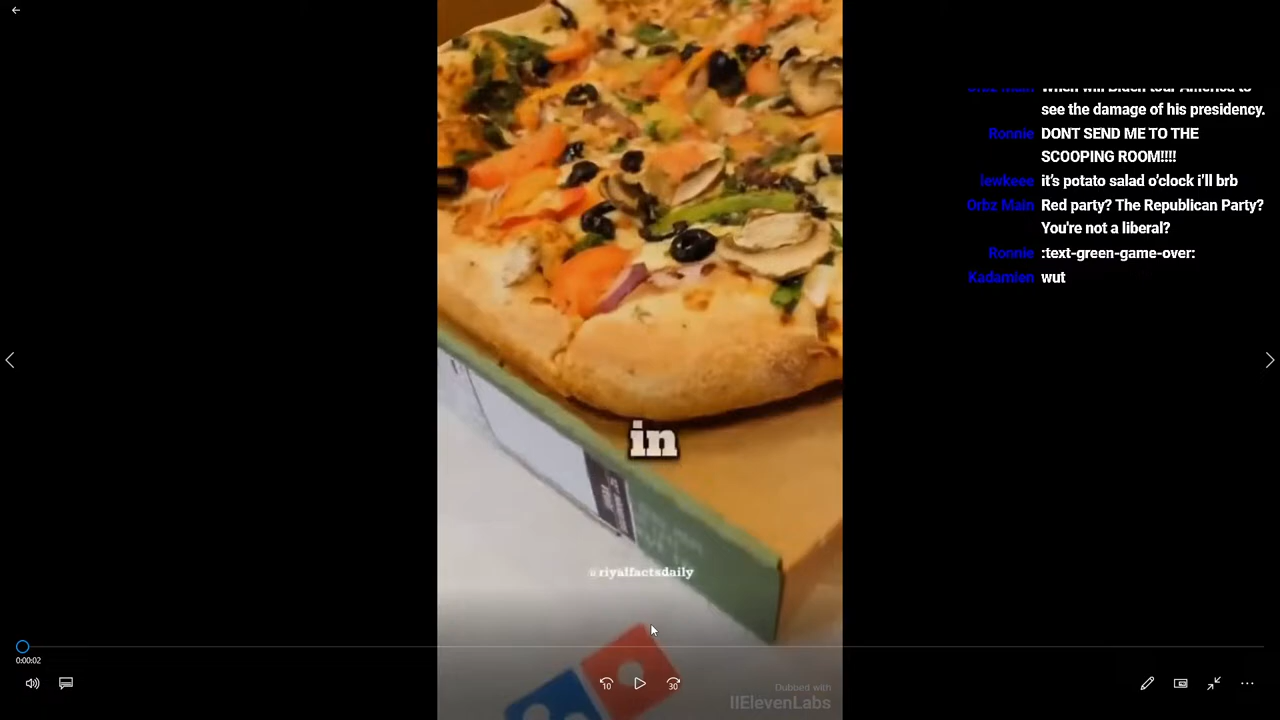 see the damage of his presidency.
Ronnie DONT SEND ME TO THE
SCOOPING ROOM!!!!
lewkeee it’s potato salad o’clock i’ll brb
Orbz Main Red party? The Republican Party?
You're not a liberal?
Ronnie :text-green-game-over:
Kadamien wut
in
@riyalfactsdaily
0:00:02
10
30
Dubbed with
IIElevenLabs